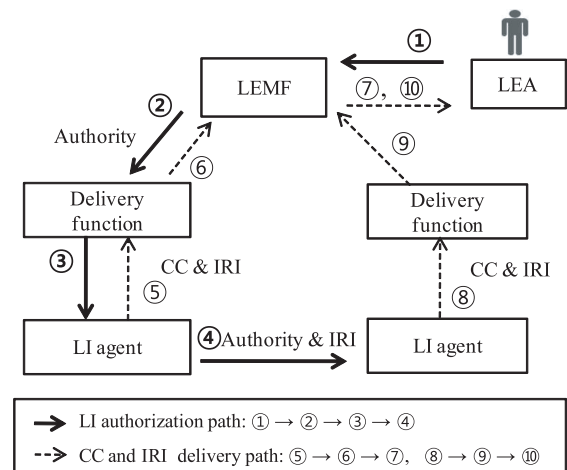 ①
LEMF
⑦, ⑩
LEA
②
Authority
⑥
⑨
Delivery
function
Delivery
function
③
CC & IRI
⑤
CC & IRI
⑧
LI agent
④Authority & IRI
LI agent
LI authorization path: ① → ② → ③ → ④
CC and IRI delivery path: ⑤ → ⑥ → ⑦, ⑧ → ⑨ → ⑩